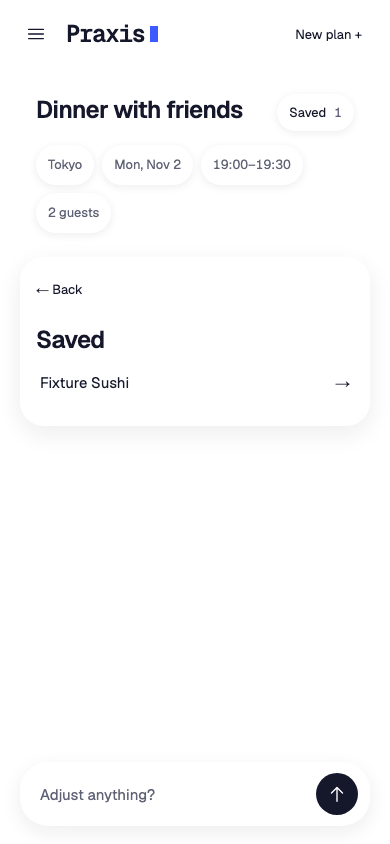 Praxis
New plan +
Dinner with friends
Saved 1
Tokyo
Mon, Nov 2
19:00–19:30
2 guests
← Back
Saved
Fixture Sushi →
Adjust anything?